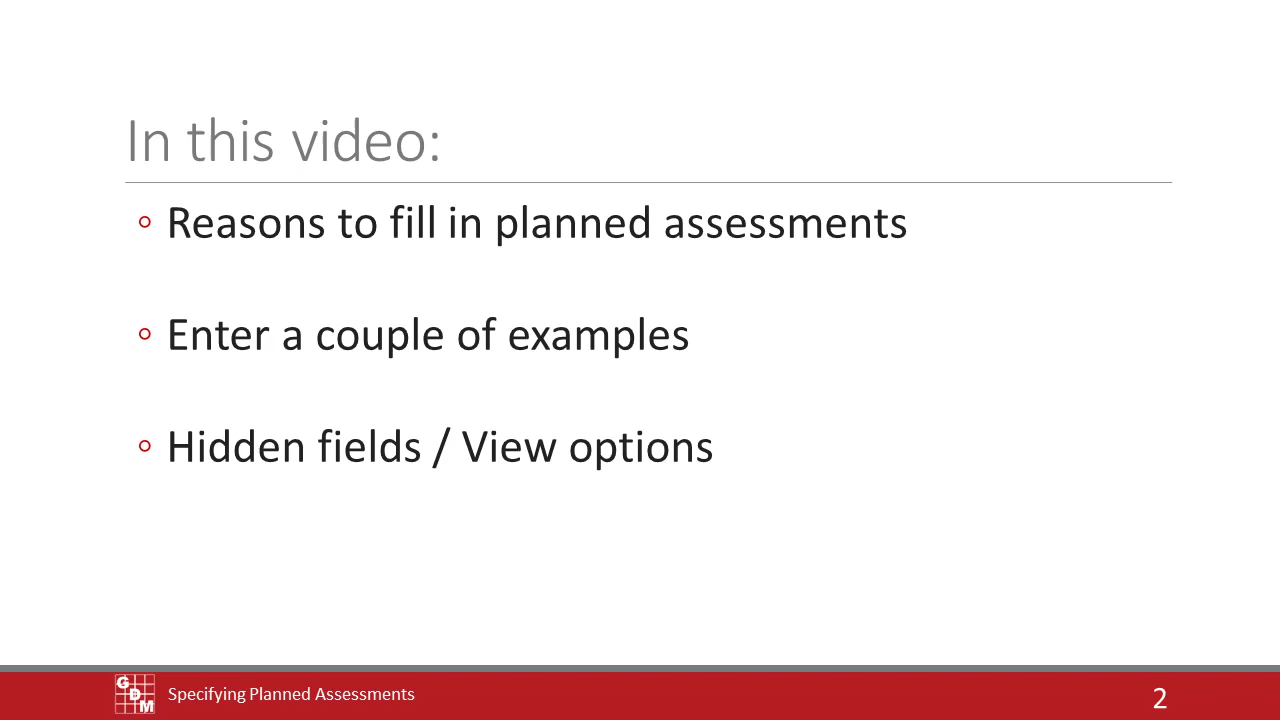 In this video:
◦ Reasons to fill in planned assessments
◦ Enter a couple of examples
◦ Hidden fields / View options
GDM
Specifying Planned Assessments
2